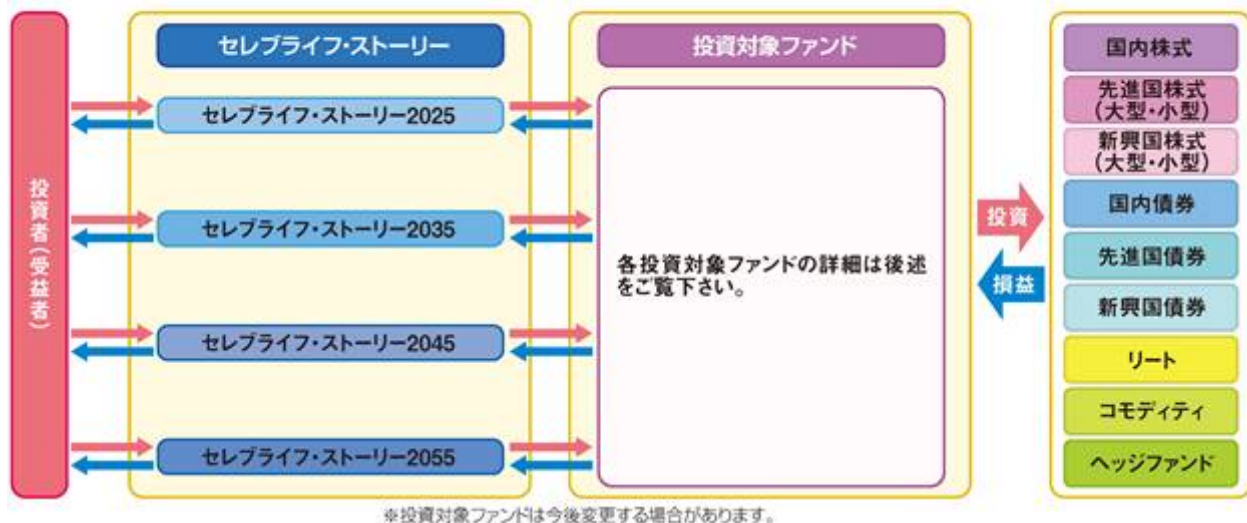 投資者（受益者）
セレブライフ・ストーリー
セレブライフ・ストーリー2025
セレブライフ・ストーリー2035
セレブライフ・ストーリー2045
セレブライフ・ストーリー2055
投資対象ファンド
各投資対象ファンドの詳細は後述
をご覧下さい。
投資
損益
国内株式
先進国株式
（大型・小型）
新興国株式
（大型・小型）
国内債券
先進国債券
新興国債券
リート
コモディティ
ヘッジファンド
※投資対象ファンドは今後変更する場合があります。